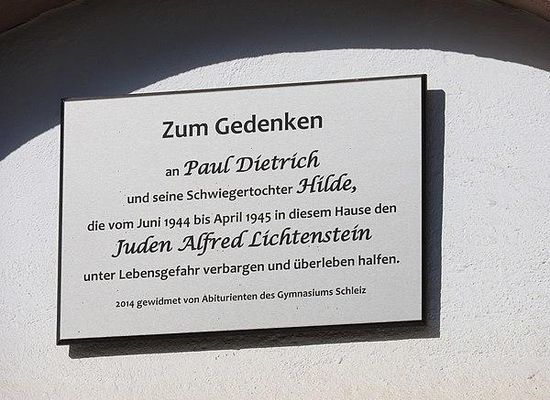 Zum Gedenken
an Paul Dietrich
und seine Schwiegertochter Hilde,
die vom Juni 1944 bis April 1945 in diesem Hause den
Juden Alfred Lichtenstein
unter Lebensgefahr verbargen und überleben halfen.
2014 gewidmet von Abiturienten des Gymnasiums Schleiz